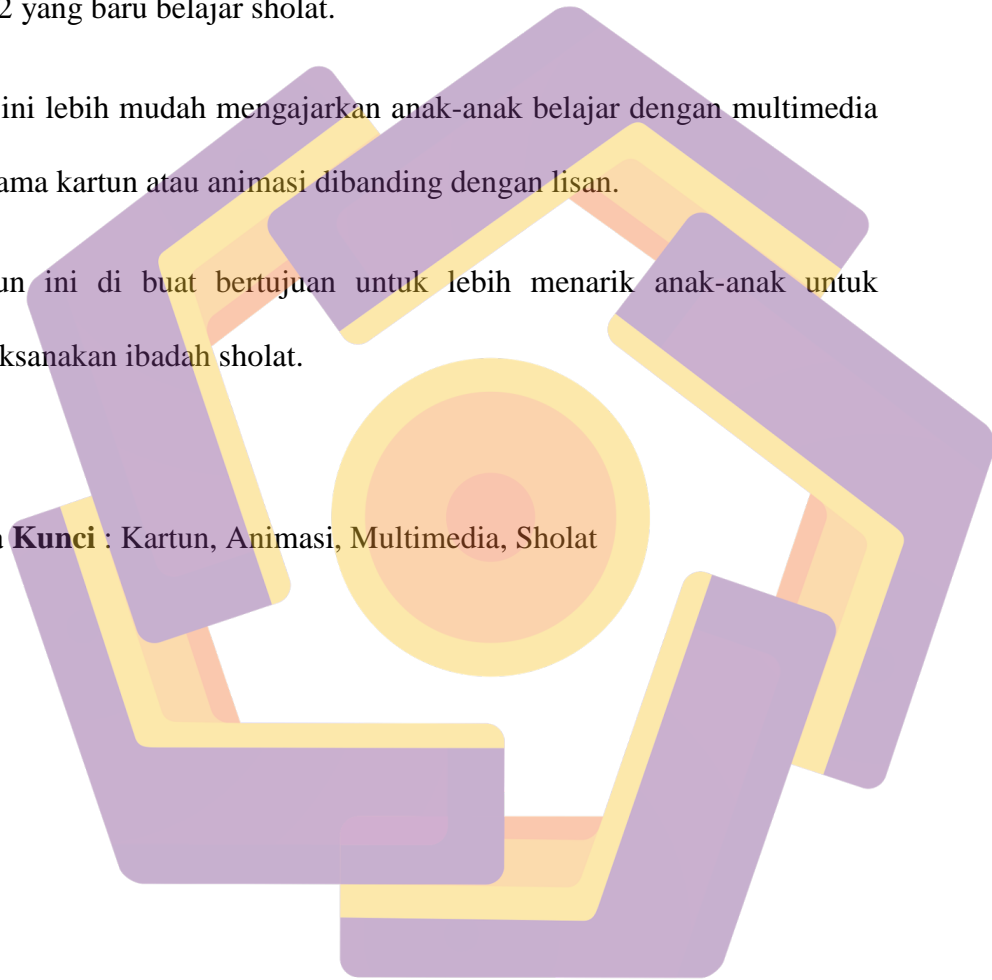 2 yang baru belajar sholat.
ini lebih mudah mengajarkan anak-anak belajar dengan multimedia
ama kartun atau animasi dibanding dengan lisan.
un ini di buat bertujuan untuk lebih menarik anak-anak untuk
ksanakan ibadah sholat.
a Kunci : Kartun, Animasi, Multimedia, Sholat